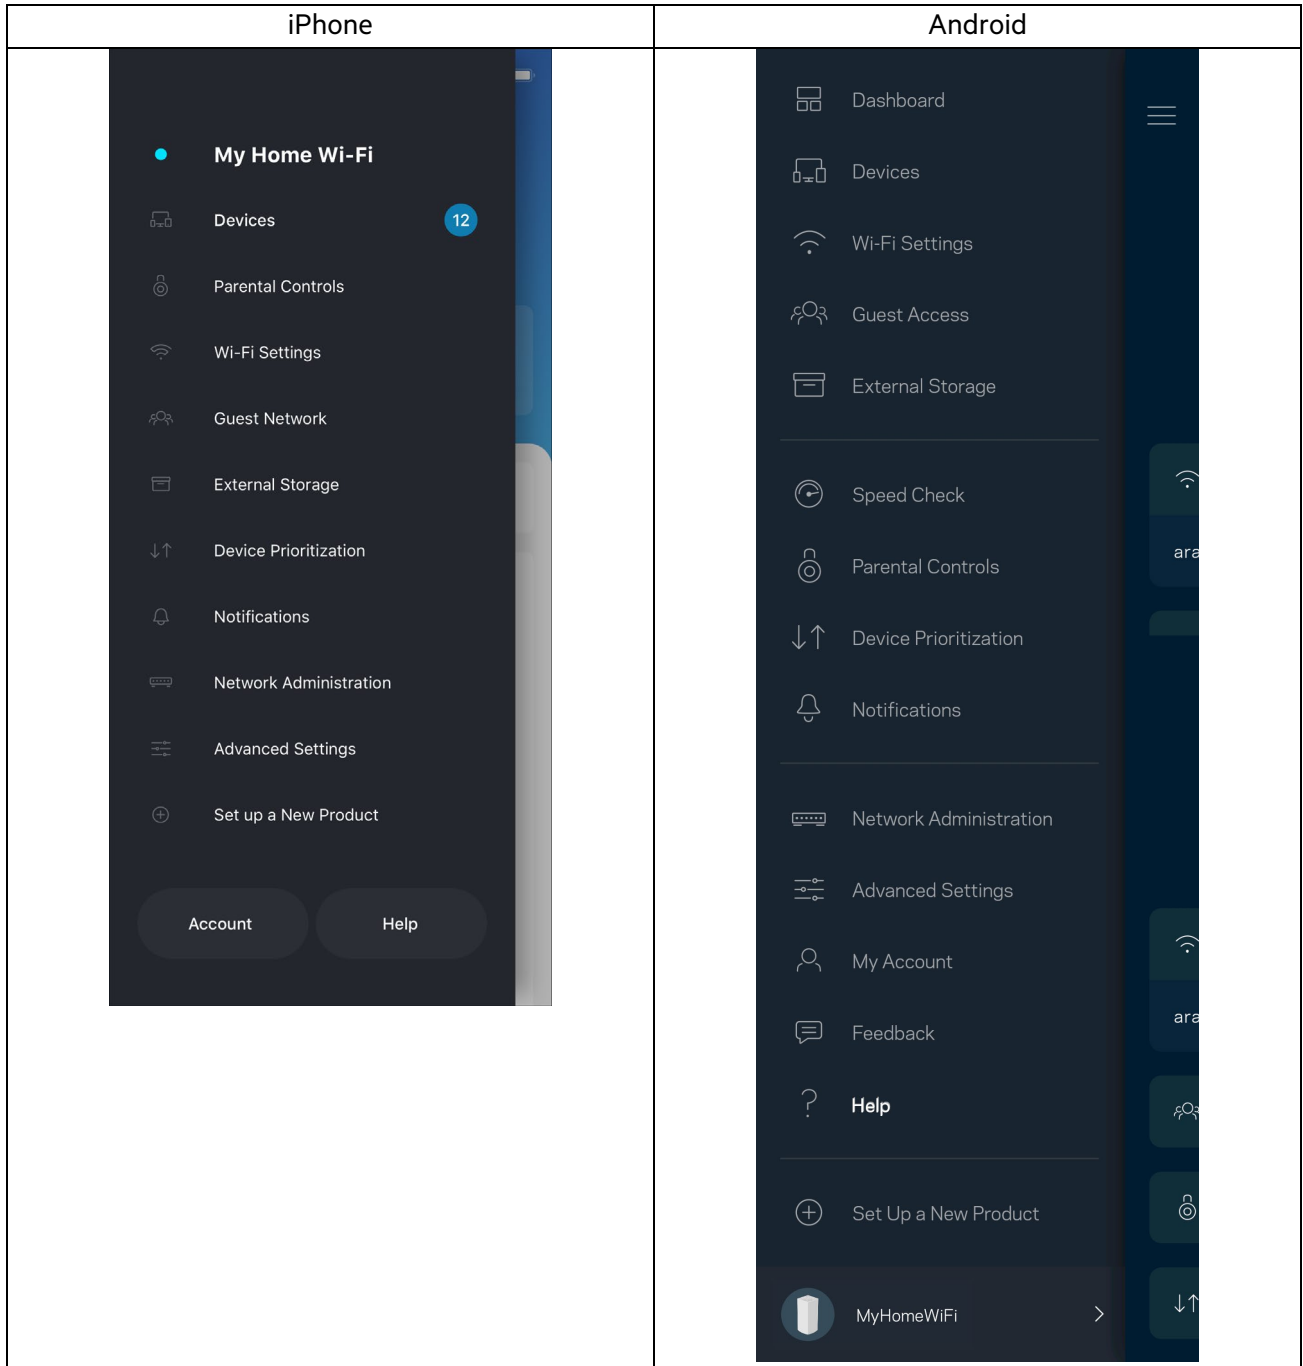 iPhone
Android
My Home Wi-Fi
Devices 12
Parental Controls
Wi-Fi Settings
Guest Network
External Storage
Device Prioritization
Notifications
Network Administration
Advanced Settings
Set up a New Product
Account
Help
Dashboard
Devices
Wi-Fi Settings
Guest Access
External Storage
Speed Check
Parental Controls
Device Prioritization
Notifications
Network Administration
Advanced Settings
My Account
Feedback
Help
Set Up a New Product
MyHomeWiFi
ara
ara